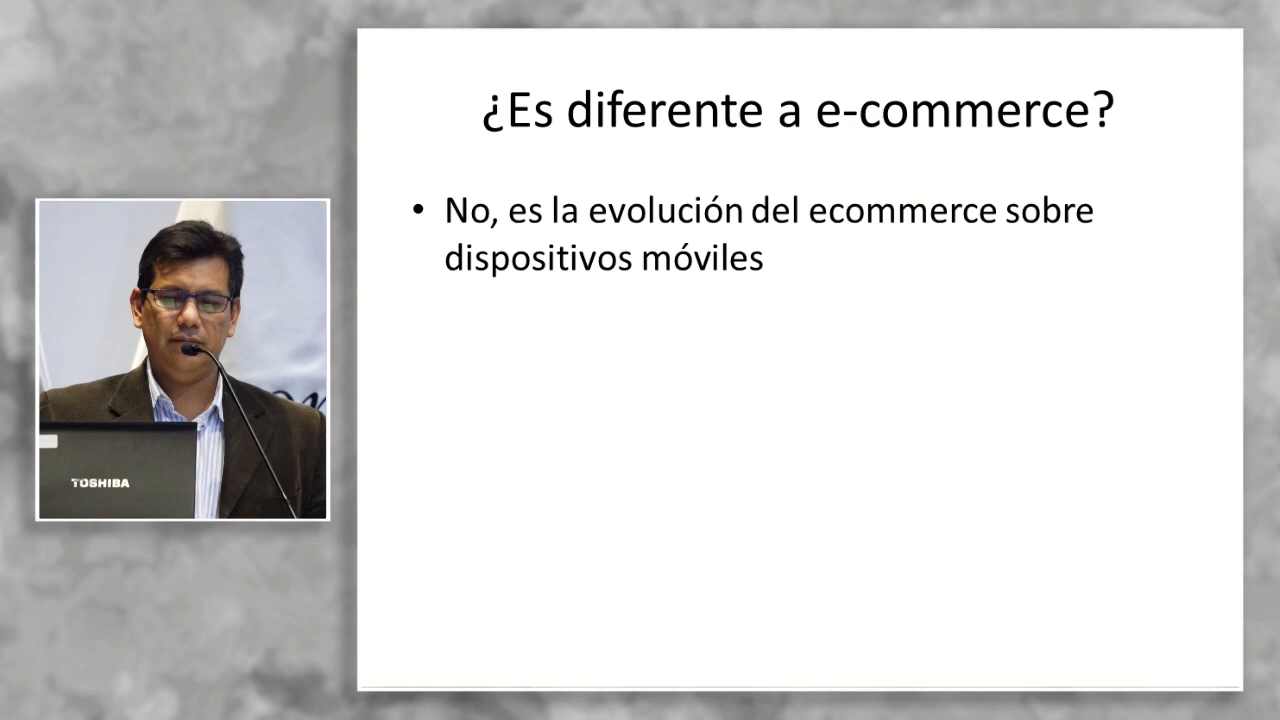 ¿Es diferente a e-commerce?
• No, es la evolución del ecommerce sobre
dispositivos móviles
TOSHIBA